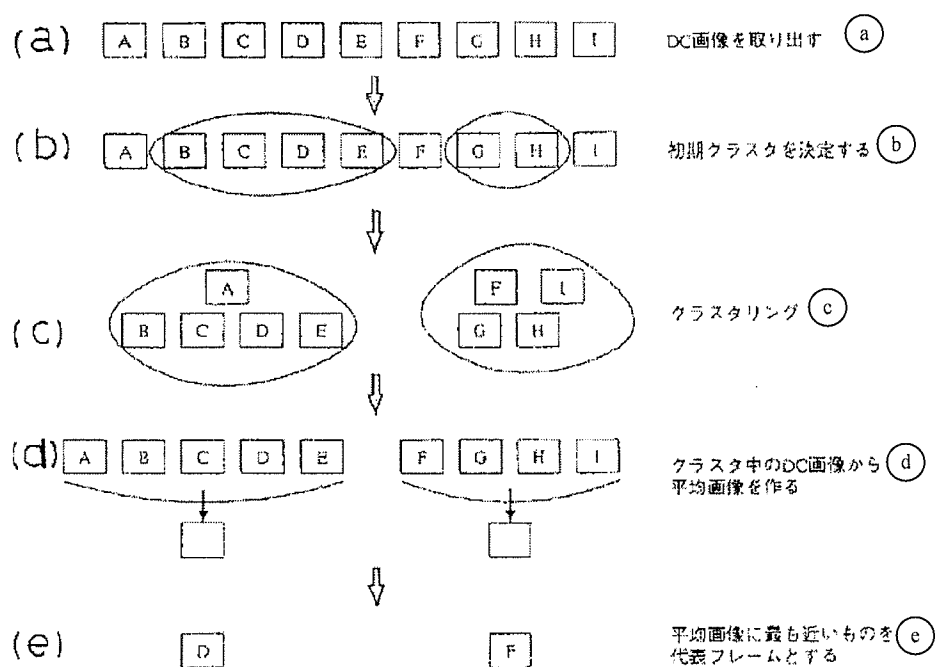 (a) A B C D E F G H I DC画像を取り出す a
(b) A B C D E F G H I 初期クラスタを決定する b
A F I
(c) B C D E G H クラスタリング c
(d) A B C D E F G H I クラスタ中のDC画像から d
平均画像を作る
(e) D F 平均画像に最も近いものを e
代表フレームとする